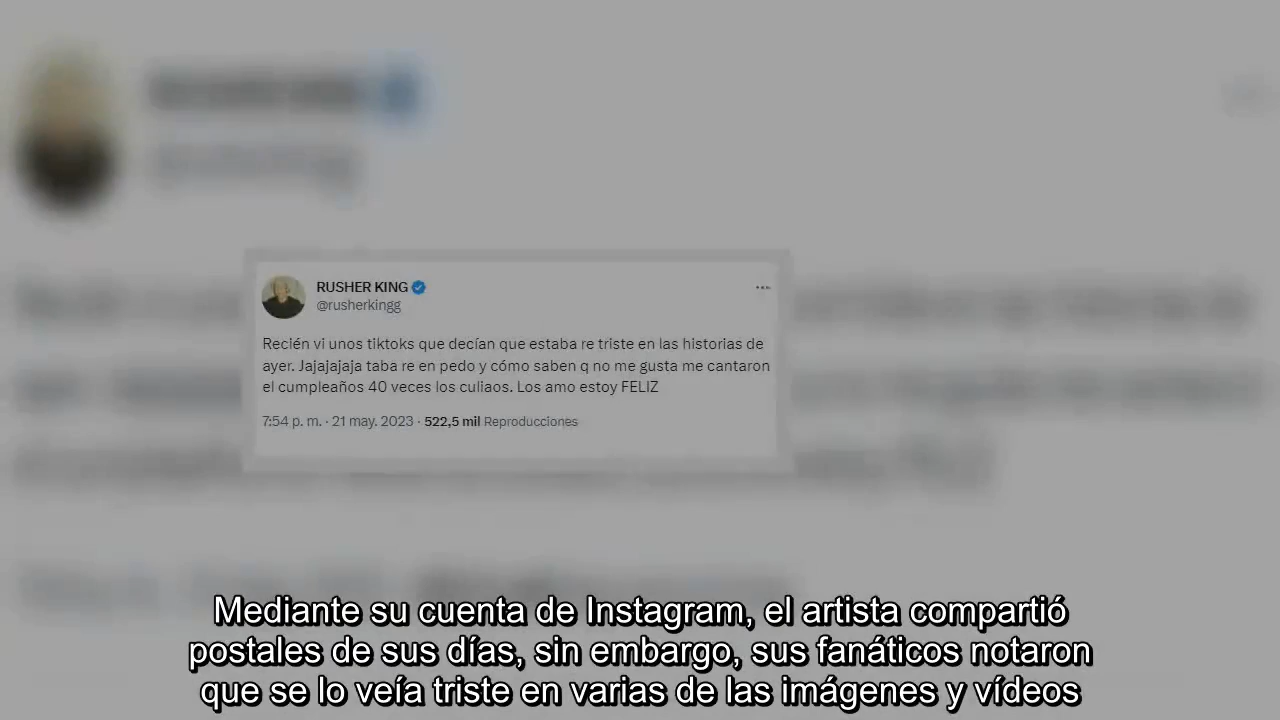 RUSHER KING
@rusherkingg
Recién vi unos tiktoks que decían que estaba re triste en las historias de
ayer. Jajajajaja taba re en pedo y cómo saben q no me gusta me cantaron
el cumpleaños 40 veces los culiaos. Los amo estoy FELIZ
7:54 p. m. · 21 may. 2023 · 522,5 mil Reproducciones
Mediante su cuenta de Instagram, el artista compartió
postales de sus días, sin embargo, sus fanáticos notaron
que se lo veía triste en varias de las imágenes y vídeos